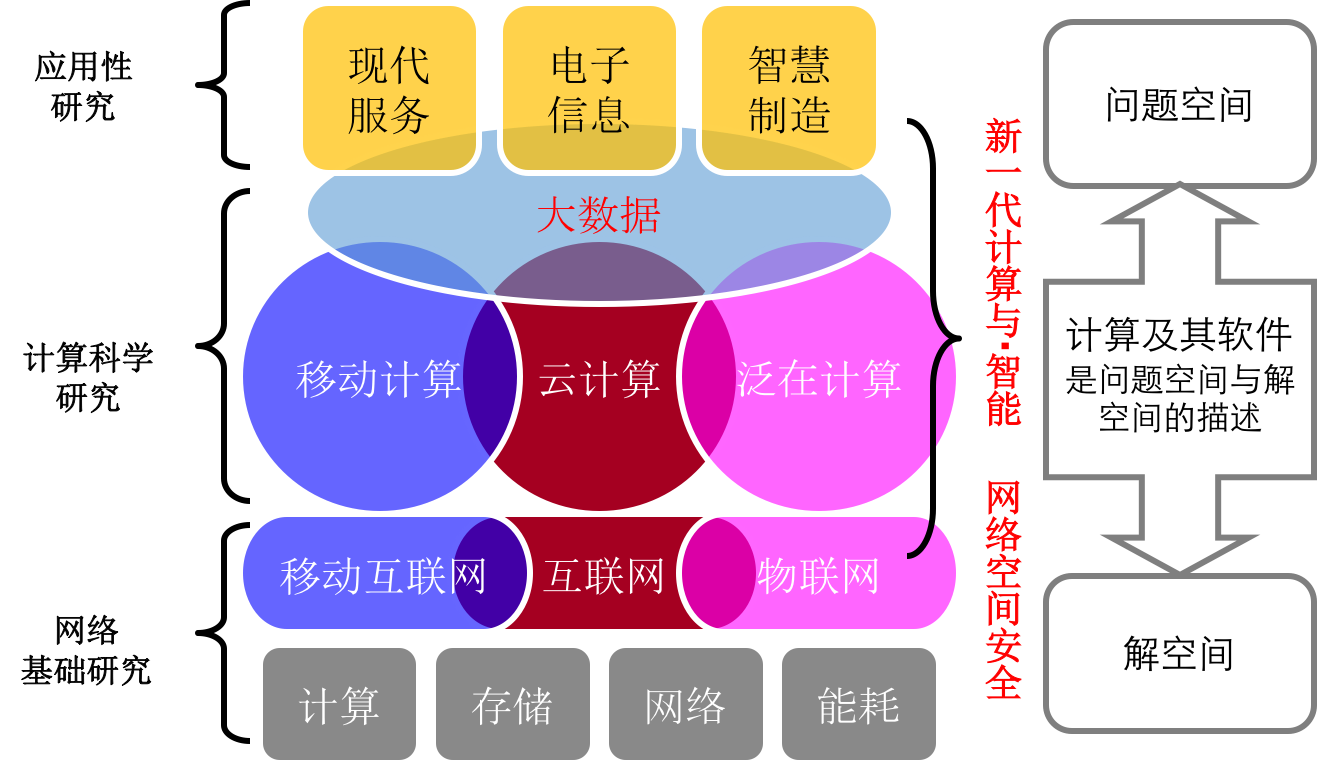 应用性
研究
现代
服务
电子
信息
智慧
制造
大数据
计算科学
研究
移动计算
云计算
泛在计算
网络
基础研究
移动互联网
互联网
物联网
计算
存储
网络
能耗
新一代计算与·智能
网络空间安全
问题空间
计算及其软件
是问题空间与解
空间的描述
解空间